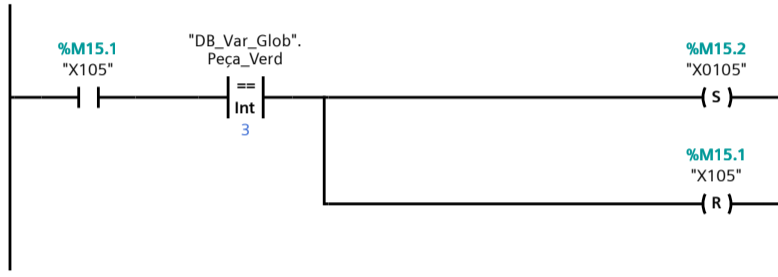 %M15.1
"X105"
"DB_Var_Glob".
Peça_Verd
==
Int
3
%M15.2
"X0105"
S
%M15.1
"X105"
R